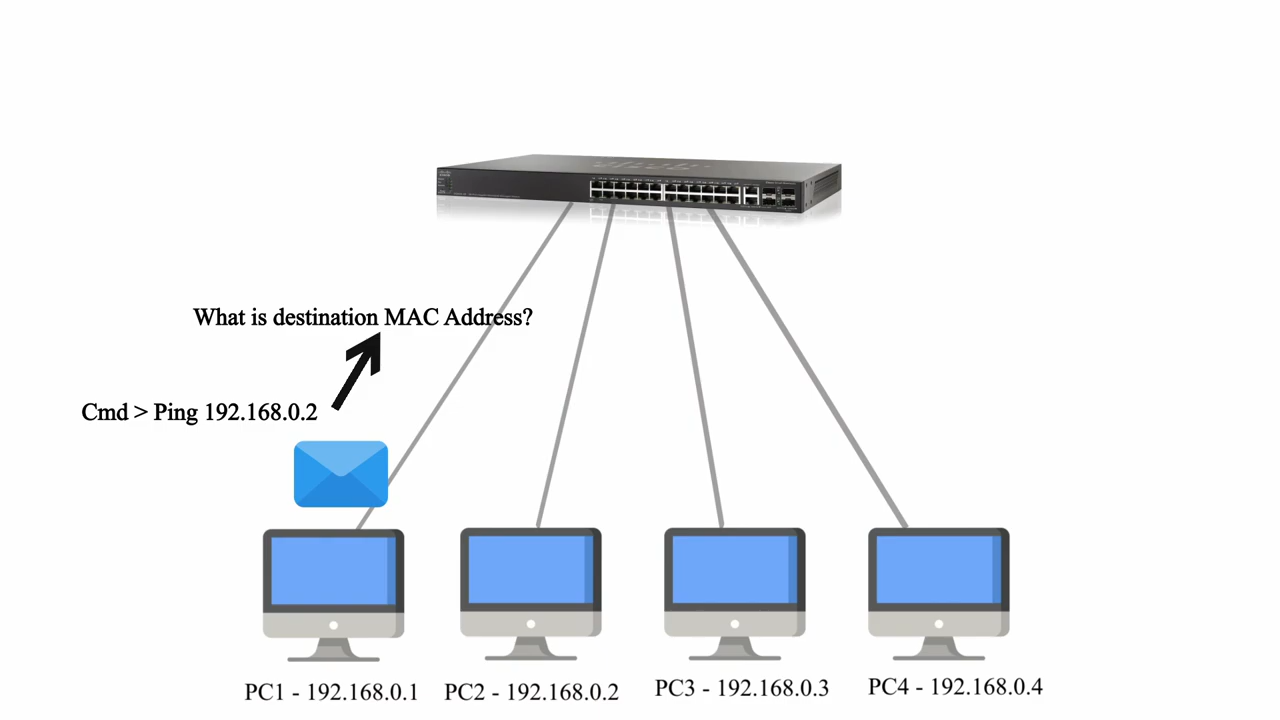 What is destination MAC Address?
Cmd > Ping 192.168.0.2
PC1 - 192.168.0.1
PC2 - 192.168.0.2
PC3 - 192.168.0.3
PC4 - 192.168.0.4